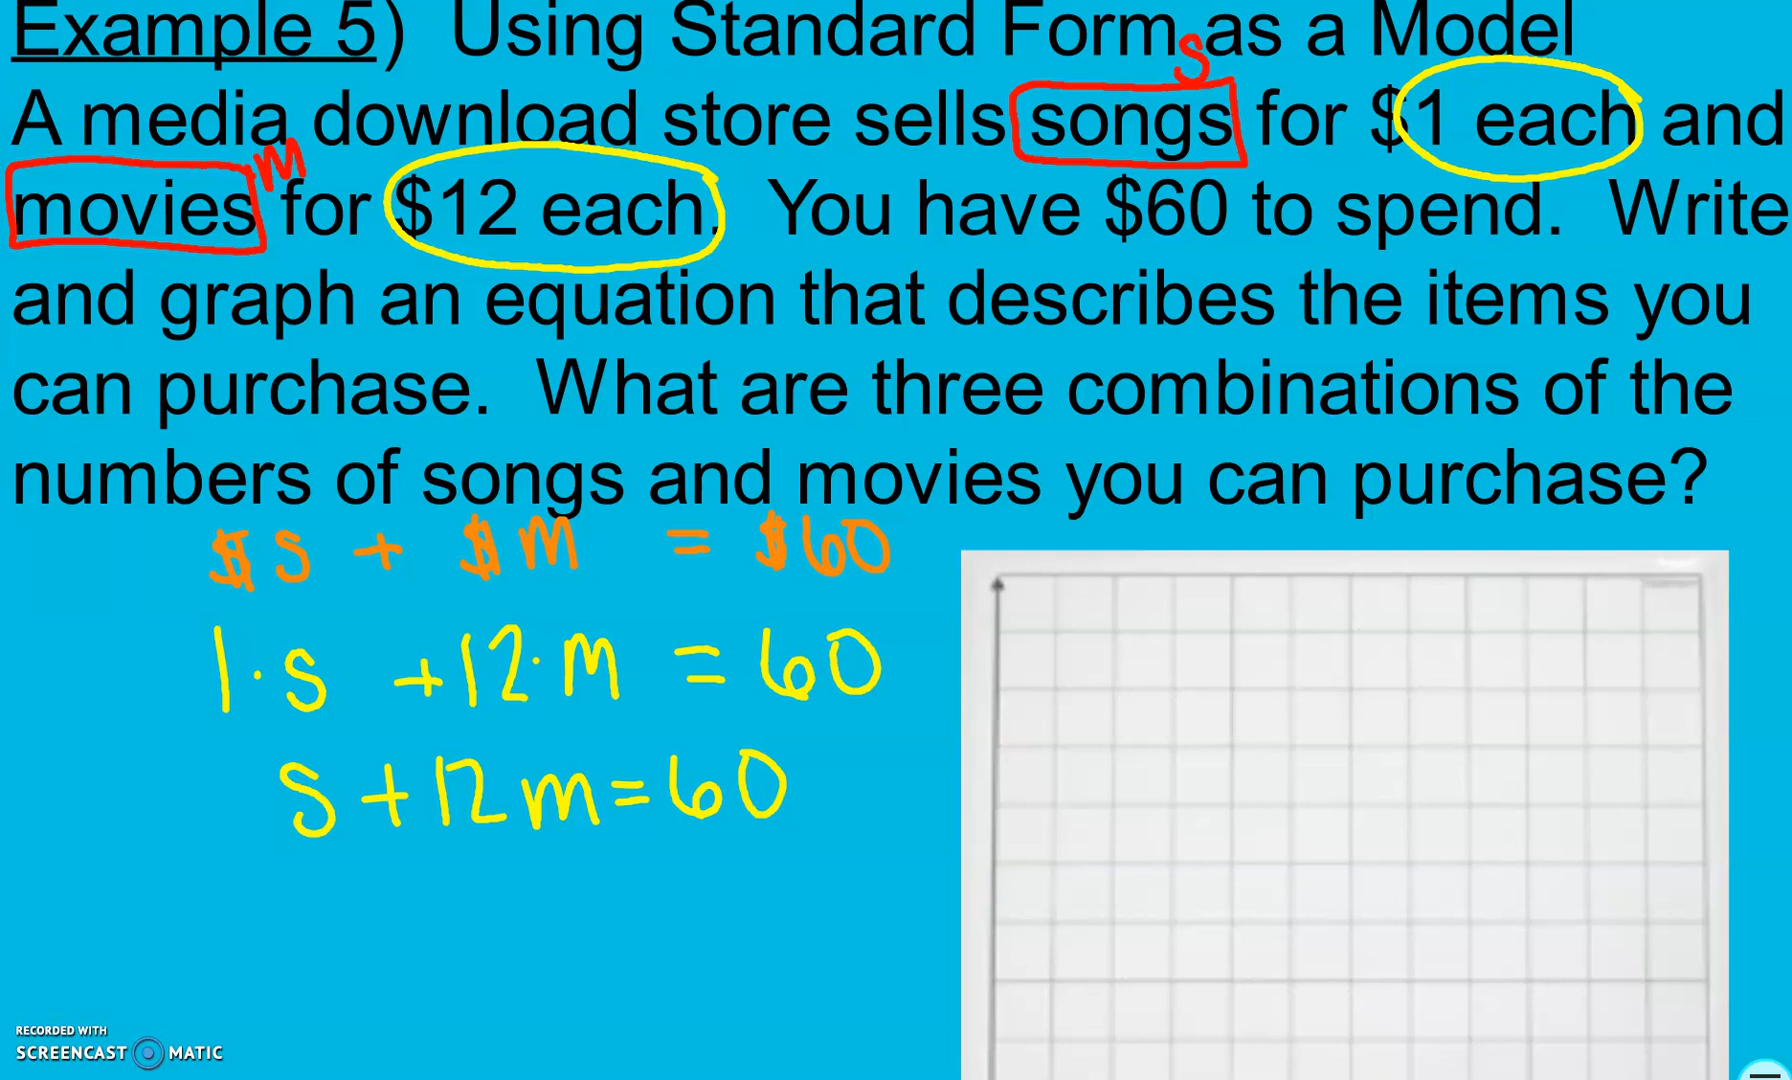 Example 5) Using Standard Form as a Model
s
A media download store sells songs for $1 each and
m
movies for $12 each. You have $60 to spend. Write
and graph an equation that describes the items you
can purchase. What are three combinations of the
numbers of songs and movies you can purchase?
$s + $m = $60
1·s +12·m = 60
s+12m=60
RECORDED WITH
SCREENCAST MATIC